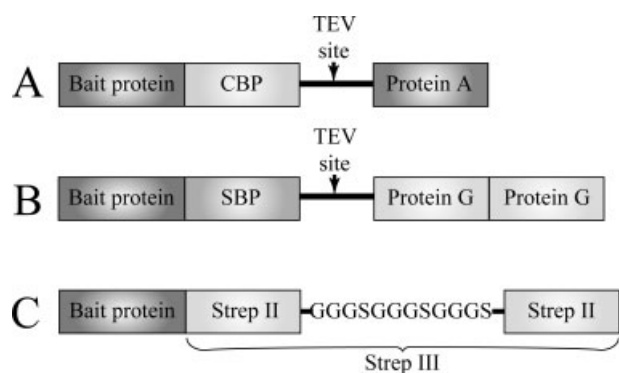 TEV
site
A Bait protein CBP Protein A
TEV
site
B Bait protein SBP Protein G Protein G
C Bait protein Strep II GGGSGGGSGGGS Strep II
Strep III